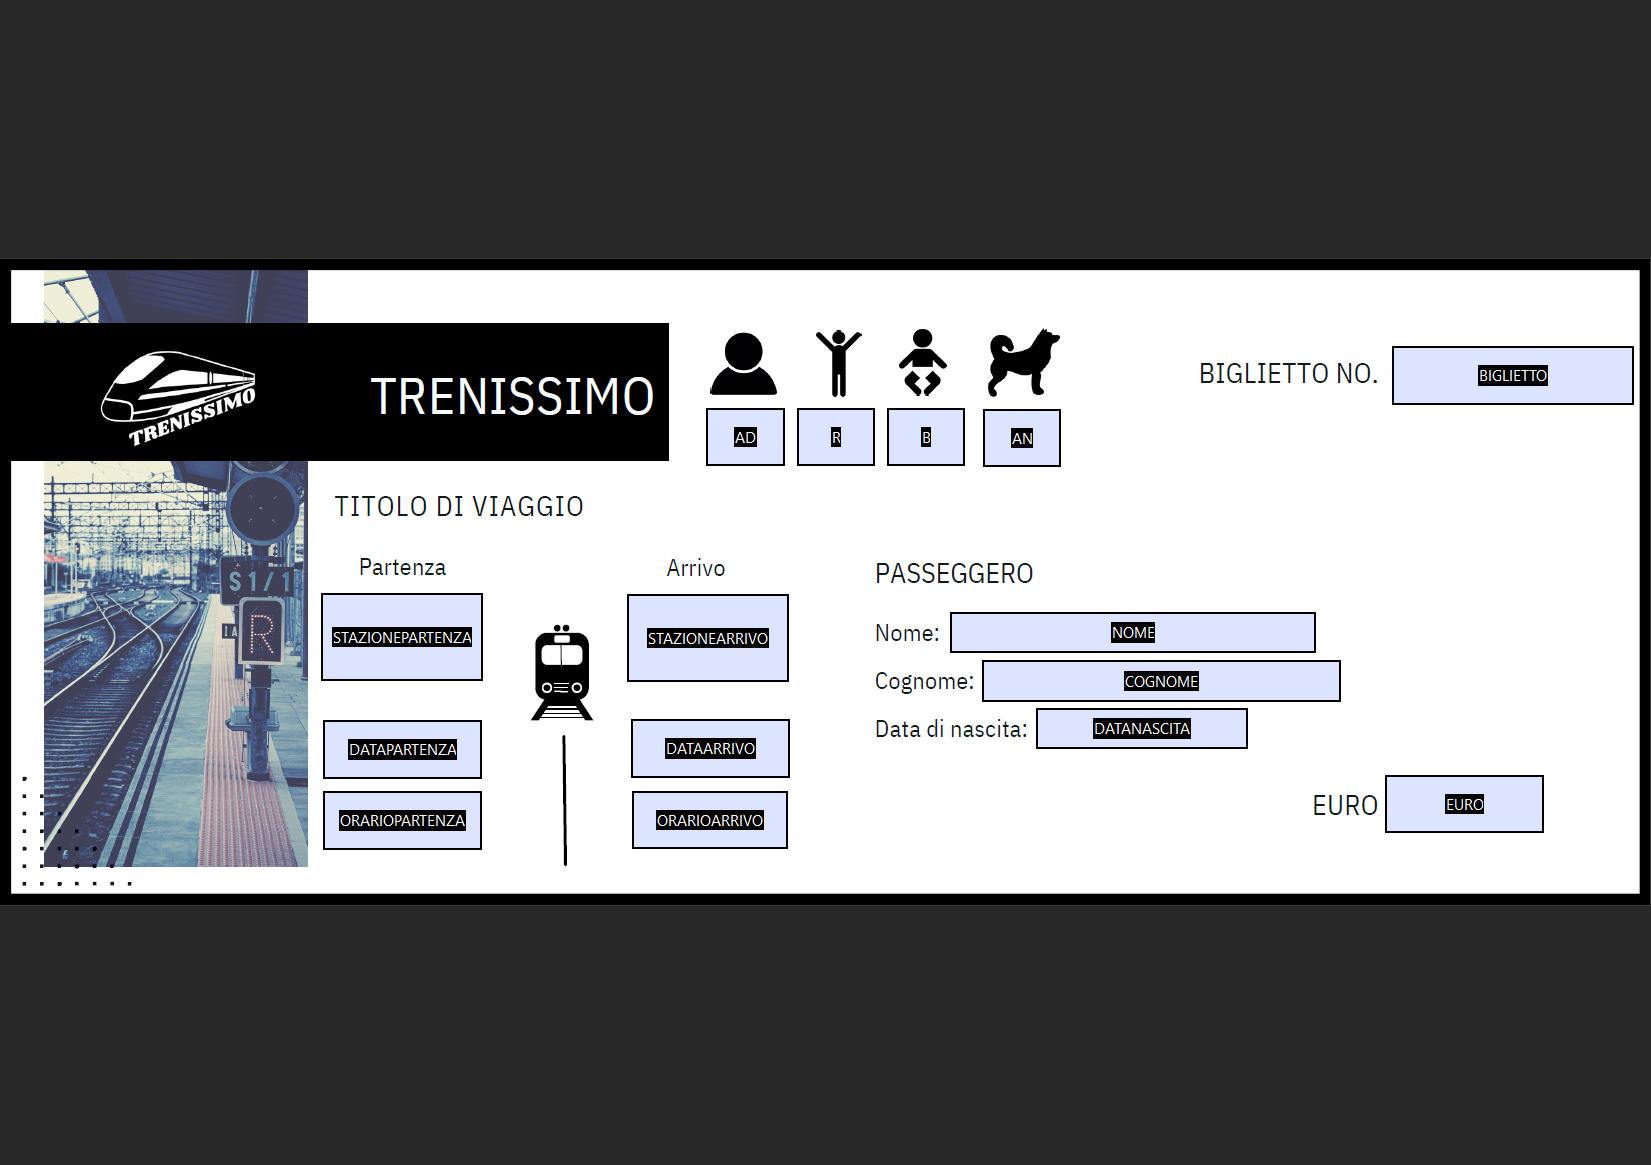 TRENISSIMO
TRENISSIMO
AD
R
B
AN
BIGLIETTO NO.
BIGLIETTO
TITOLO DI VIAGGIO
Partenza
Arrivo
STAZIONEPARTENZA
STAZIONEARRIVO
DATAPARTENZA
DATAARRIVO
ORARIOPARTENZA
ORARIOARRIVO
PASSEGGERO
Nome: NOME
Cognome: COGNOME
Data di nascita: DATANASCITA
EURO EURO
S1/1
IA
R